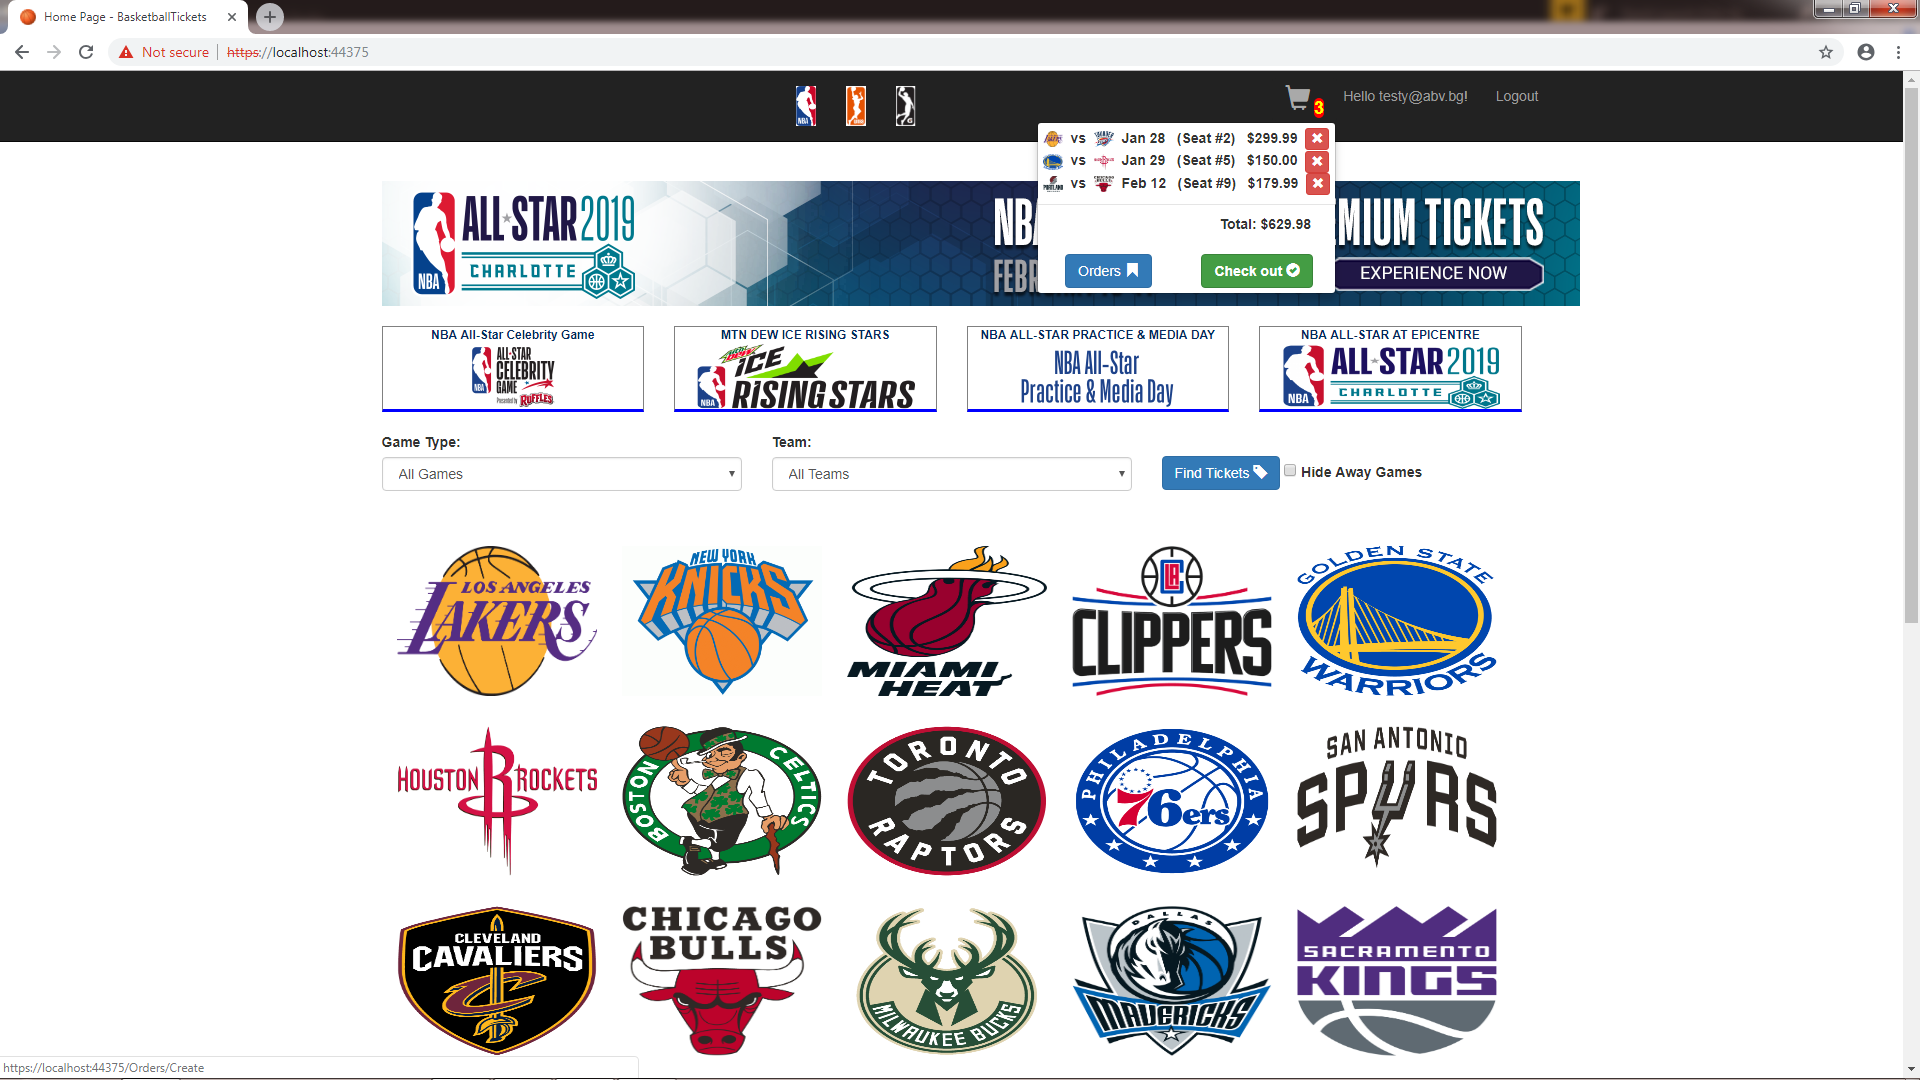 Home Page - BasketballTickets
Not secure https://localhost:44375
NBA
3
Hello testy@abv.bg!
Logout
vs Jan 28 (Seat #2) $299.99
vs Jan 29 (Seat #5) $150.00
vs Feb 12 (Seat #9) $179.99
Total: $629.98
Orders
Check out
NBA
ALL-STAR 2019
CHARLOTTE
EXPERIENCE NOW
NBA All-Star Celebrity Game
NBA
ALL-STAR
CELEBRITY
GAME
Presented by RUFFLES
MTN DEW ICE RISING STARS
NBA
ICE
RISING STARS
NBA ALL-STAR PRACTICE & MEDIA DAY
NBA All-Star
Practice & Media Day
NBA ALL-STAR AT EPICENTRE
NBA
ALL-STAR 2019
CHARLOTTE
Game Type:
Team:
All Games
All Teams
Find Tickets
Hide Away Games
LOS ANGELES
LAKERS
NEW YORK
KNICKS
MIAMI
HEAT
LAC
CLIPPERS
GOLDEN STATE
WARRIORS
HOUSTON ROCKETS
BOSTON CELTICS
TORONTO
RAPTORS
PHILADELPHIA
76ers
SAN ANTONIO
SPURS
CLEVELAND
CAVALIERS
CHICAGO
BULLS
MILWAUKEE BUCKS
DALLAS
MAVERICKS
SACRAMENTO
KINGS
https://localhost:44375/Orders/Create